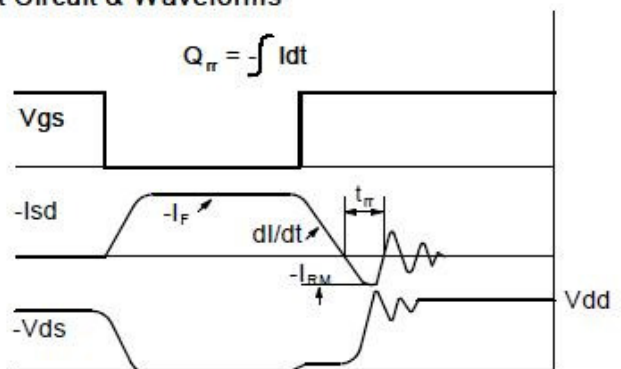 t Circuit & Waveforms
Qrr = -∫ Idt
Vgs
trr
-Isd
-IF
dI/dt
-IRM
Vdd
-Vds